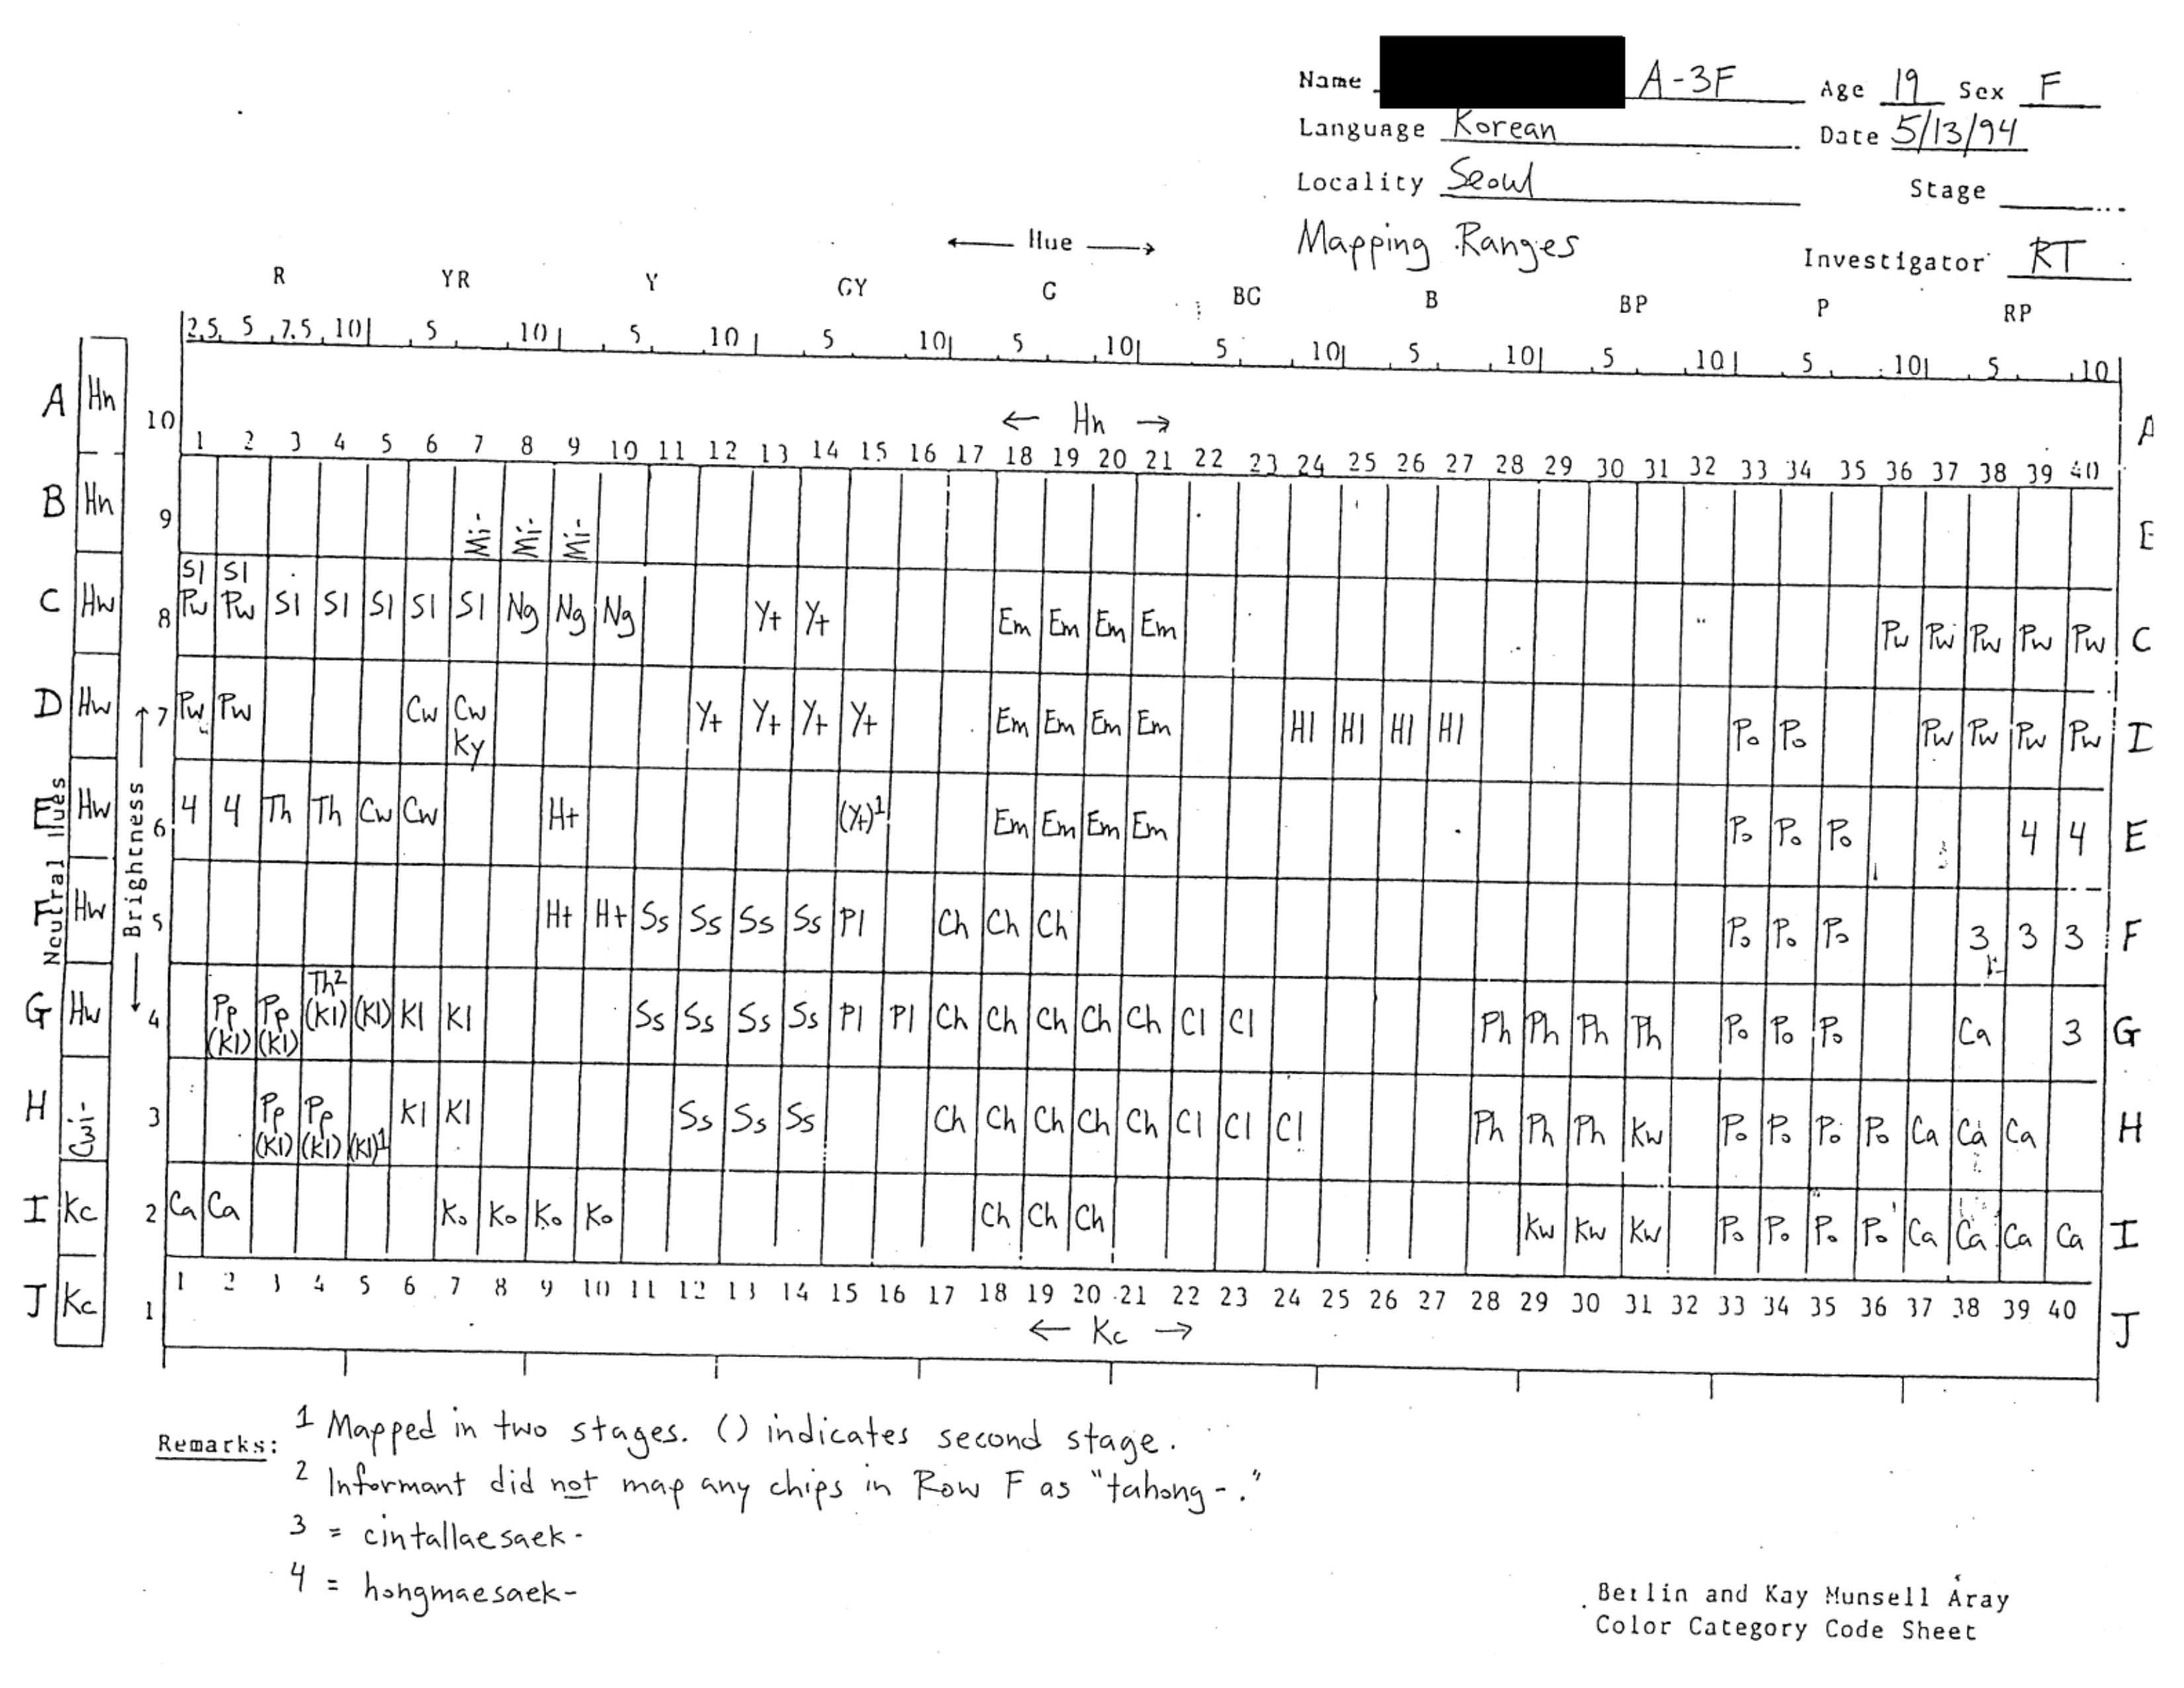 Name A-3F Age 19 Sex F
Language Korean Date 5/13/94
Locality Seoul Stage
Mapping Ranges Investigator RT
← Hue →
R YR Y GY G BG B BP P RP
2.5 5 7.5 10 5 10 5 10 5 10 5 10 5 10 5 10 5 10 5 10 5 10
A Hn 10 ← Hn → A
1 2 3 4 5 6 7 8 9 10 11 12 13 14 15 16 17 18 19 20 21 22 23 24 25 26 27 28 29 30 31 32 33 34 35 36 37 38 39 40
B Hn 9
Sl Sl
C Hw 8 Pw Pw Sl Sl Sl Sl Sl Ng Ng Ng Y+ Y+ Em Em Em Em Pw Pw Pw Pw Pw C
D Hw 7 Pw Pw Cw Cw Y+ Y+ Y+ Y+ Em Em Em Em Hl Hl Hl Hl Po Po Pw Pw Pw Pw
Ky
E Hw 6 4 4 Th Th Cw Cw H+ (Y+)1 Em Em Em Em Po Po Po 4 4 E
F Hw 5 H+ H+ Ss Ss Ss Ss Pl Ch Ch Ch Po Po Po 3 3 3 F
Th2
G Hw 4 Pp Pp (Kl) (Kl) Kl Kl Ss Ss Ss Ss Pl Pl Ch Ch Ch Ch Ch Cl Cl Ph Ph Ph Ph Po Po Po Ca 3 G
(Kl) (Kl)
H 3 Pp Pp Kl Kl Ss Ss Ss Ch Ch Ch Ch Ch Cl Cl Cl Ph Ph Ph Kw Po Po Po Po Ca Ca Ca H
(Kl) (Kl) (Kl)1
I Kc 2 Ca Ca Ko Ko Ko Ko Ch Ch Ch Kw Kw Kw Po Po Po Po Ca Ca Ca Ca I
1 2 3 4 5 6 7 8 9 10 11 12 13 14 15 16 17 18 19 20 21 22 23 24 25 26 27 28 29 30 31 32 33 34 35 36 37 38 39 40
J Kc 1 ← Kc → J
Neutral Hues
← Brightness →
Remarks: 1 Mapped in two stages. () indicates second stage.
2 Informant did not map any chips in Row F as "tahong-."
3 = cintallaesaek-
4 = hongmaesaek-
Berlin and Kay Munsell Aray
Color Category Code Sheet